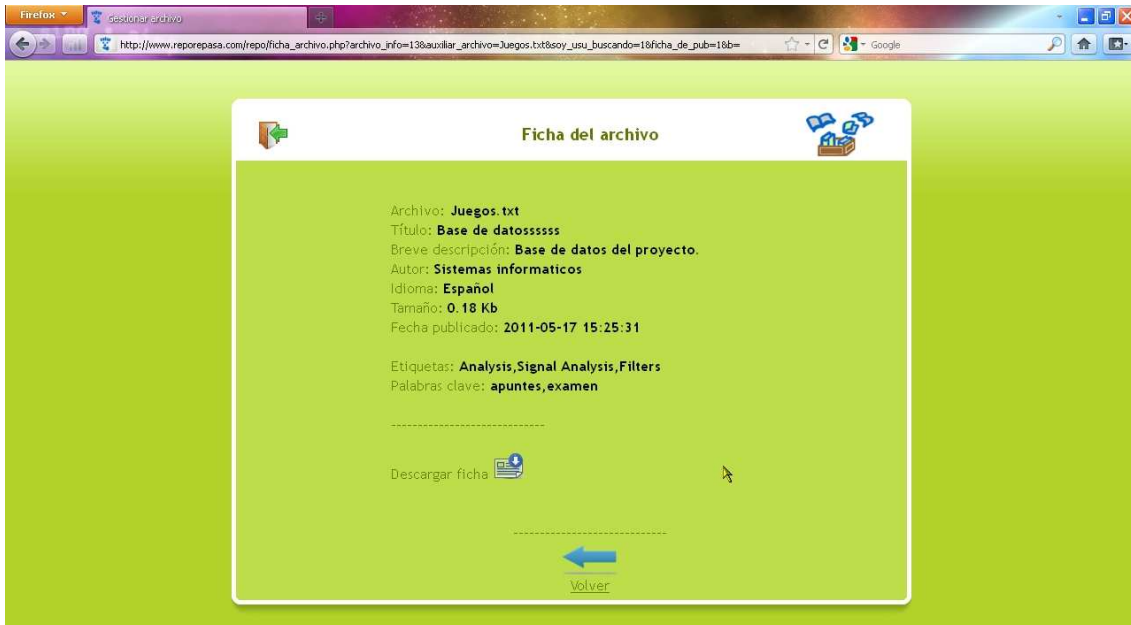 Firefox
Gestionar archivo
http://www.reporepasa.com/repo/ficha_archivo.php?archivo_info=13&auxiliar_archivo=Juegos.txt&soy_usu_buscando=1&ficha_de_pub=1&b=
Google
Ficha del archivo
Archivo: Juegos.txt
Título: Base de datossssss
Breve descripción: Base de datos del proyecto.
Autor: Sistemas informaticos
Idioma: Español
Tamaño: 0.18 Kb
Fecha publicado: 2011-05-17 15:25:31
Etiquetas: Analysis,Signal Analysis,Filters
Palabras clave: apuntes,examen
-----------------------------
Descargar ficha
-----------------------------
Volver